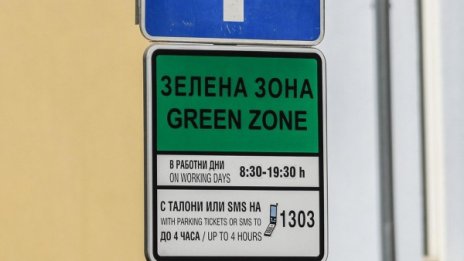 ЗЕЛЕНА ЗОНА
GREEN ZONE
В РАБОТНИ ДНИ
ON WORKING DAYS
8:30-19:30 h
С ТАЛОНИ ИЛИ SMS НА
WITH PARKING TICKETS OR SMS TO
1303
ДО 4 ЧАСА / UP TO 4 HOURS